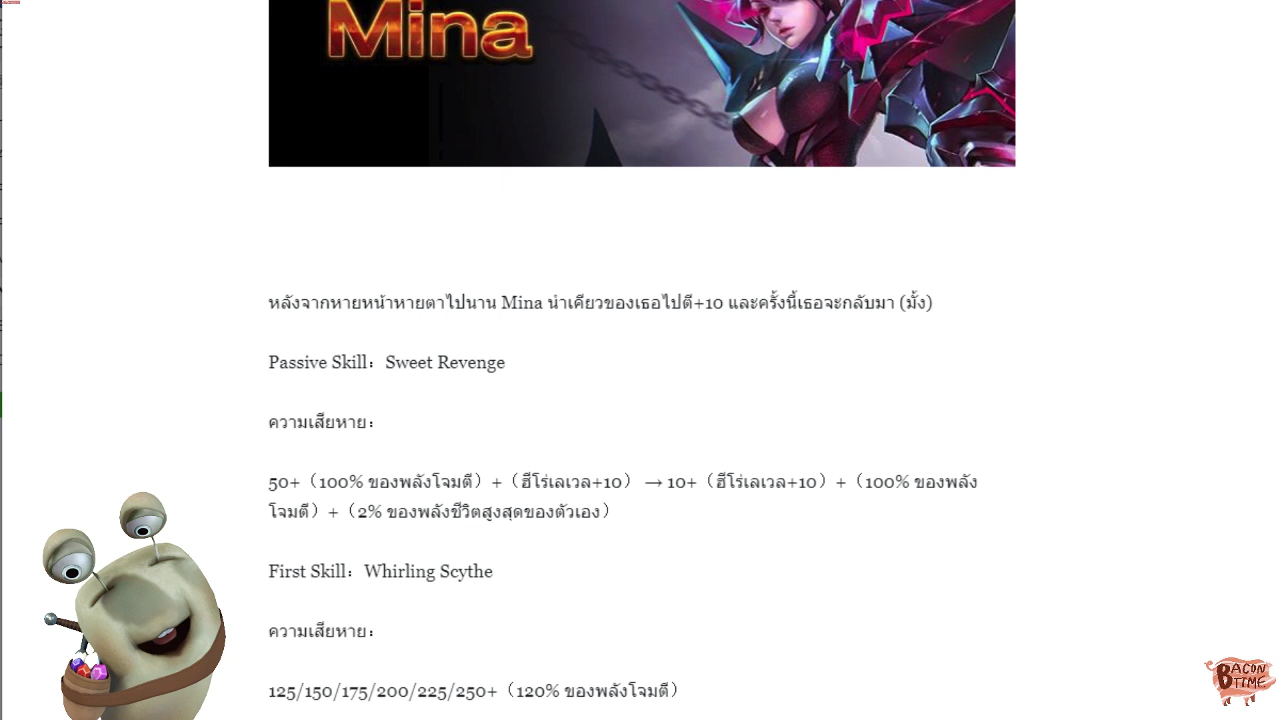 Mina
หลังจากหายหน้าหายตาไปนาน Mina นำเคียวของเธอไปตี+10 และครั้งนี้เธอจะกลับมา (มั้ง)
Passive Skill：Sweet Revenge
ความเสียหาย：
50+（100% ของพลังโจมตี）+（ฮีโร่เลเวล+10）→ 10+（ฮีโร่เลเวล+10）+（100% ของพลัง
โจมตี）+（2% ของพลังชีวิตสูงสุดของตัวเอง）
First Skill：Whirling Scythe
ความเสียหาย：
125/150/175/200/225/250+（120% ของพลังโจมตี）
BACON
TIME